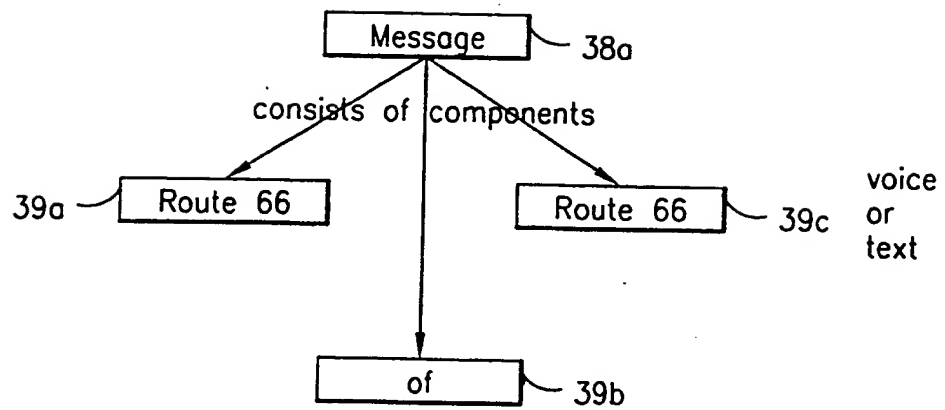 Message
38a
consists of components
39a
Route 66
Route 66
39c
voice
or
text
of
39b